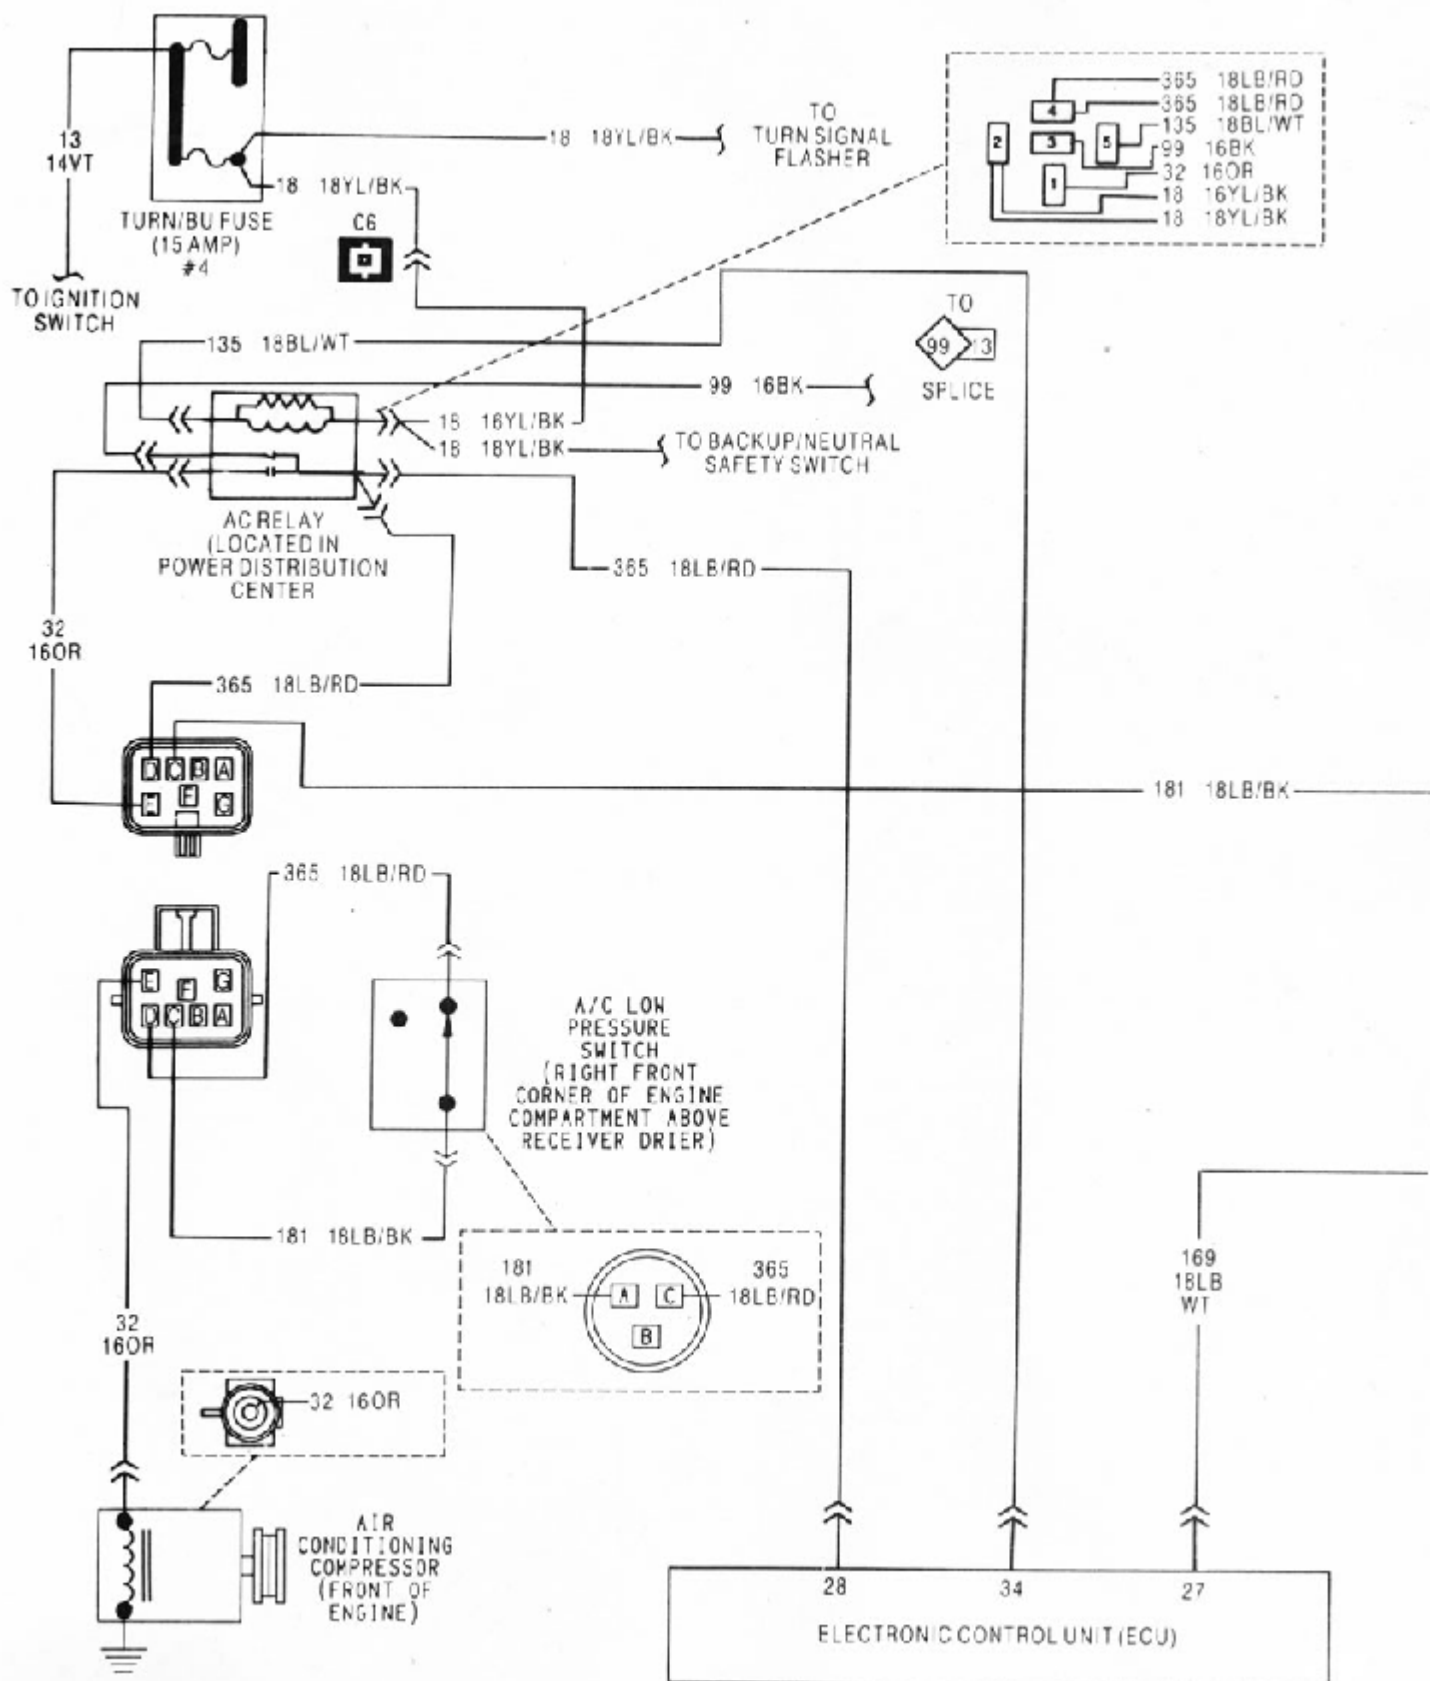 13
14VT
TO IGNITION
SWITCH
TURN/BU FUSE
(15 AMP)
#4
18 18YL/BK
TO
TURN SIGNAL
FLASHER
18 18YL/BK
C6
4
2
3
5
1
365 18LB/RD
365 18LB/RD
135 18BL/WT
99 16BK
32 16OR
18 16YL/BK
18 18YL/BK
TO
99 13
SPLICE
135 18BL/WT
99 16BK
18 16YL/BK
18 18YL/BK
TO BACKUP/NEUTRAL
SAFETY SWITCH
AC RELAY
(LOCATED IN
POWER DISTRIBUTION
CENTER
365 18LB/RD
32
16OR
365 18LB/RD
D C B A
E F G
181 18LB/BK
365 18LB/RD
E F G
D C B A
A/C LOW
PRESSURE
SWITCH
(RIGHT FRONT
CORNER OF ENGINE
COMPARTMENT ABOVE
RECEIVER DRIER)
181 18LB/BK
181
18LB/BK
A C
B
365
18LB/RD
169
18LB
WT
32
16OR
32 16OR
AIR
CONDITIONING
COMPRESSOR
(FRONT OF
ENGINE)
28 34 27
ELECTRONIC CONTROL UNIT (ECU)